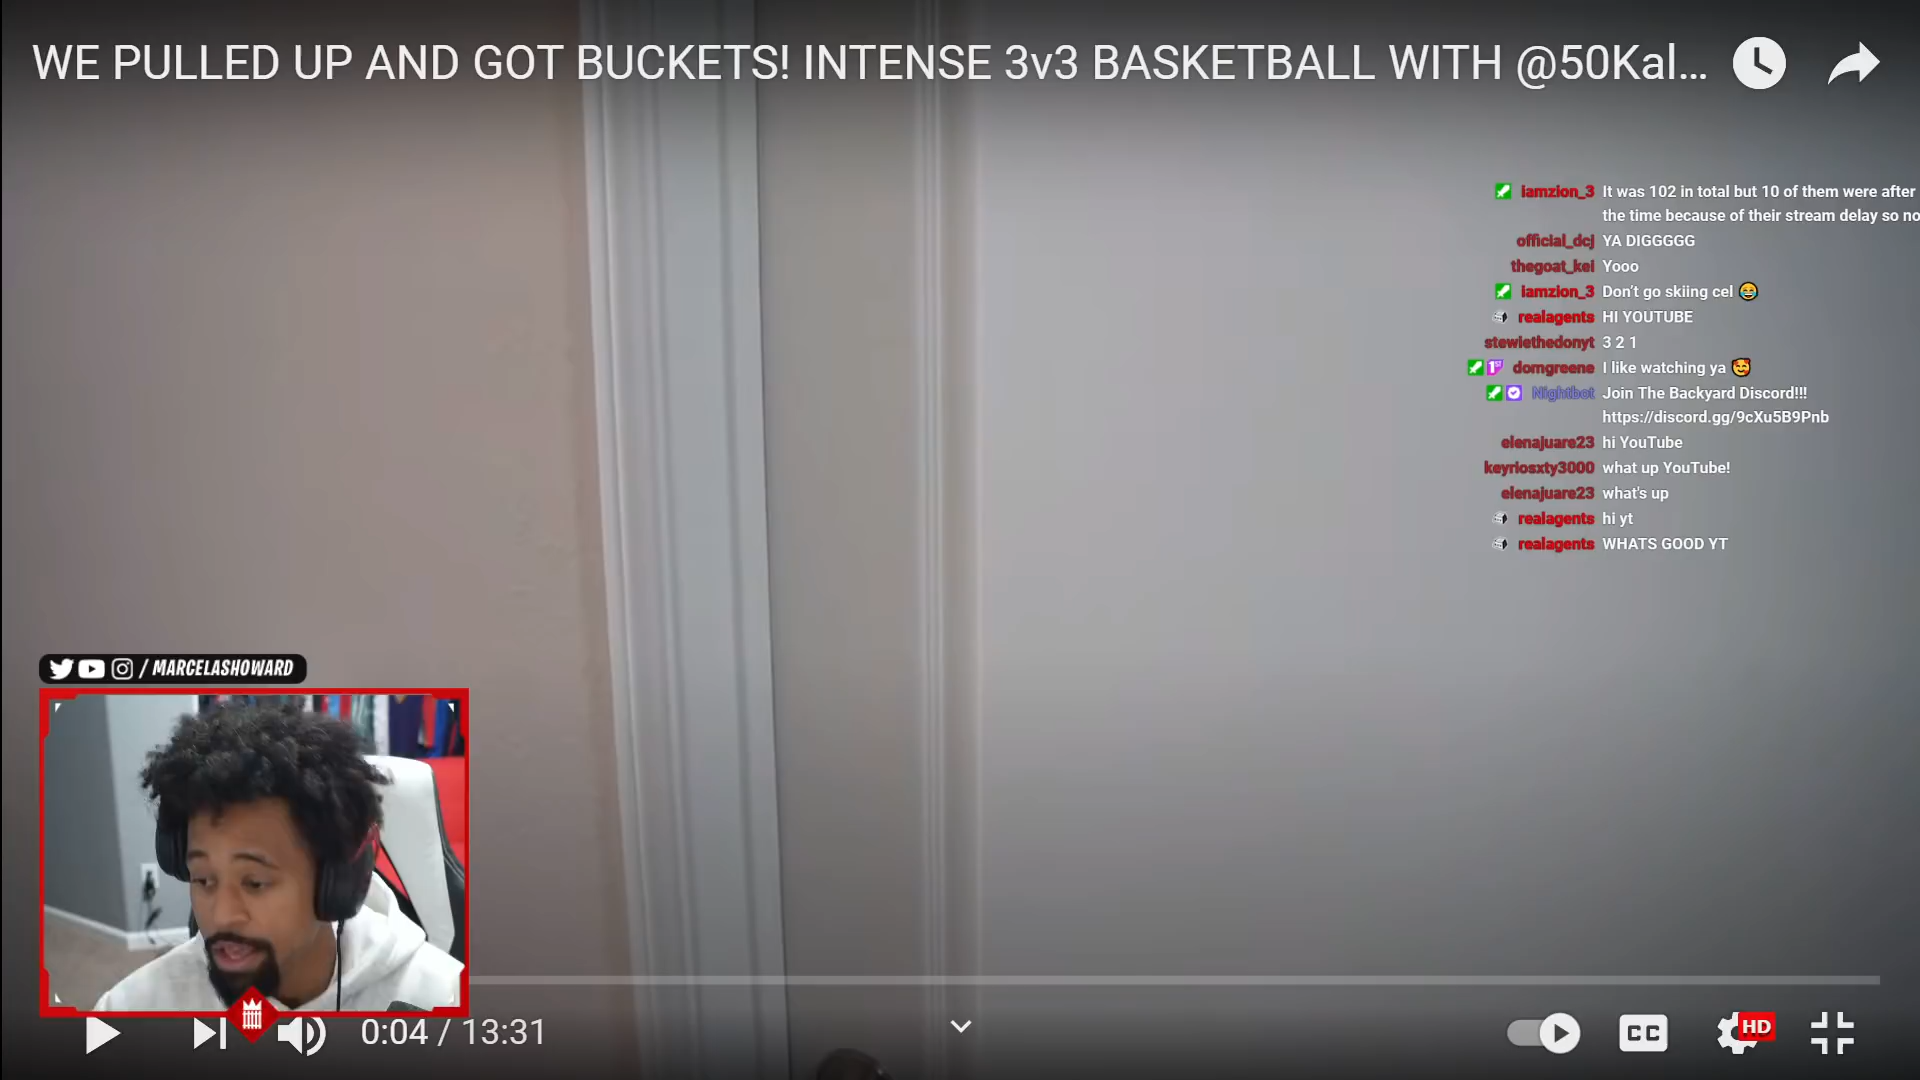 WE PULLED UP AND GOT BUCKETS! INTENSE 3v3 BASKETBALL WITH @50Kal...
iamzion_3 It was 102 in total but 10 of them were after
the time because of their stream delay so no
official_dcj YA DIGGGGG
thegoat_kei Yooo
iamzion_3 Don't go skiing cel 😂
realagents HI YOUTUBE
stewiethedonyt 3 2 1
domgreene I like watching ya 🥰
Nightbot Join The Backyard Discord!!!
https://discord.gg/9cXu5B9Pnb
elenajuare23 hi YouTube
keyriosxty3000 what up YouTube!
elenajuare23 what's up
realagents hi yt
realagents WHATS GOOD YT
/ MARCELASHOWARD
0:04 / 13:31
CC
HD